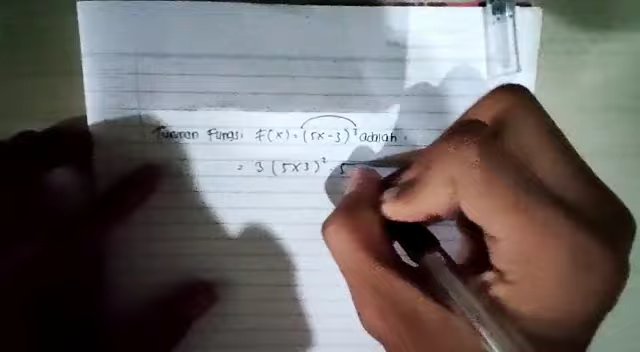 Turunan Fungsi F(x) = (5x-3)³ adalah.
= 3(5x3)² . 5